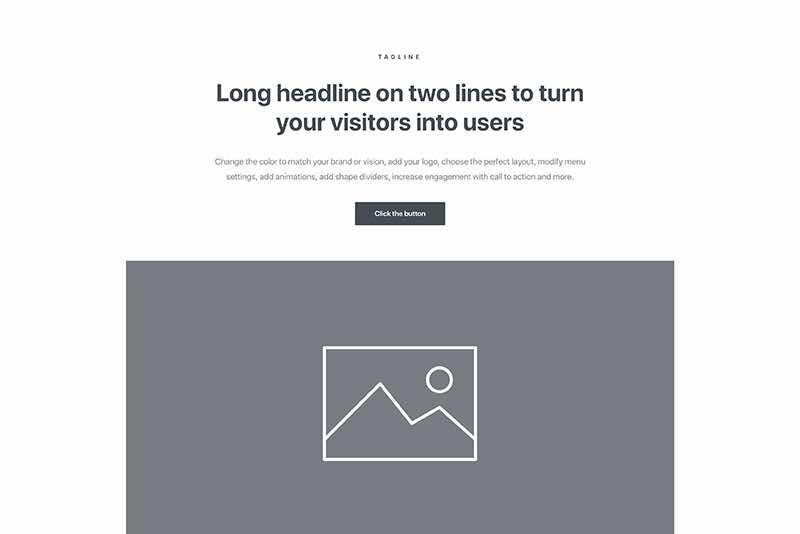 TAGLINE
Long headline on two lines to turn
your visitors into users
Change the color to match your brand or vision, add your logo, choose the perfect layout, modify menu
settings, add animations, add shape dividers, increase engagement with call to action and more.
Click the button